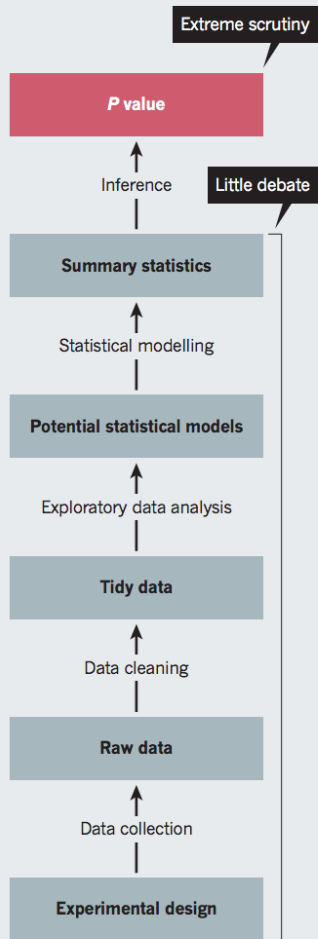 Extreme scrutiny
P value
Inference
Little debate
Summary statistics
Statistical modelling
Potential statistical models
Exploratory data analysis
Tidy data
Data cleaning
Raw data
Data collection
Experimental design